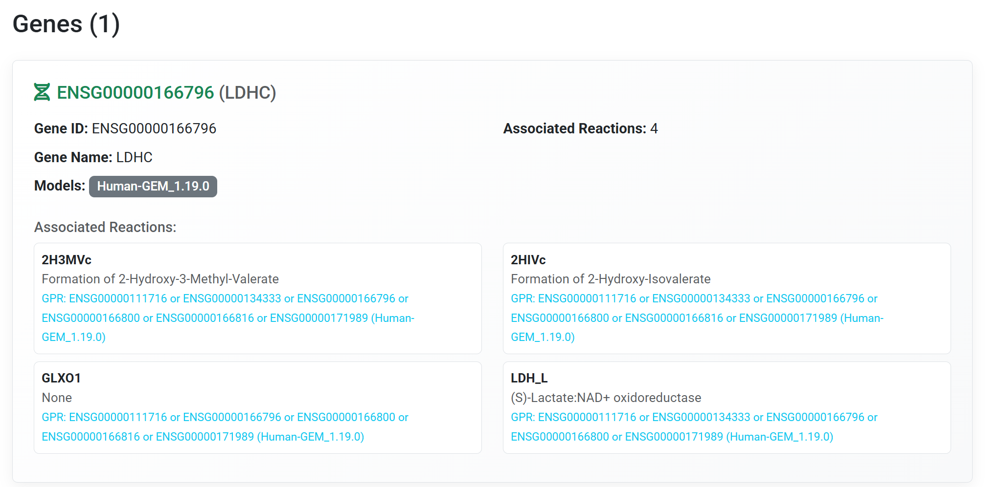 Genes (1)
ENSG00000166796 (LDHC)
Gene ID: ENSG00000166796
Associated Reactions: 4
Gene Name: LDHC
Models: Human-GEM_1.19.0
Associated Reactions:
2H3MVc
Formation of 2-Hydroxy-3-Methyl-Valerate
GPR: ENSG00000111716 or ENSG00000134333 or ENSG00000166796 or
ENSG00000166800 or ENSG00000166816 or ENSG00000171989 (Human-
GEM_1.19.0)
2HIVc
Formation of 2-Hydroxy-Isovalerate
GPR: ENSG00000111716 or ENSG00000134333 or ENSG00000166796 or
ENSG00000166800 or ENSG00000166816 or ENSG00000171989 (Human-
GEM_1.19.0)
GLXO1
None
GPR: ENSG00000111716 or ENSG00000166796 or ENSG00000166800 or
ENSG00000166816 or ENSG00000171989 (Human-GEM_1.19.0)
LDH_L
(S)-Lactate:NAD+ oxidoreductase
GPR: ENSG00000111716 or ENSG00000134333 or ENSG00000166796 or
ENSG00000166800 or ENSG00000171989 (Human-GEM_1.19.0)